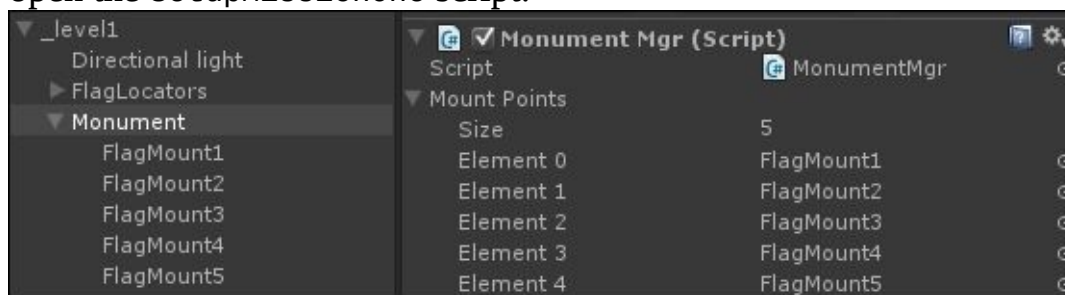 _level1
Directional light
FlagLocators
Monument
FlagMount1
FlagMount2
FlagMount3
FlagMount4
FlagMount5
Monument Mgr (Script)
Script MonumentMgr
Mount Points
Size 5
Element 0 FlagMount1
Element 1 FlagMount2
Element 2 FlagMount3
Element 3 FlagMount4
Element 4 FlagMount5